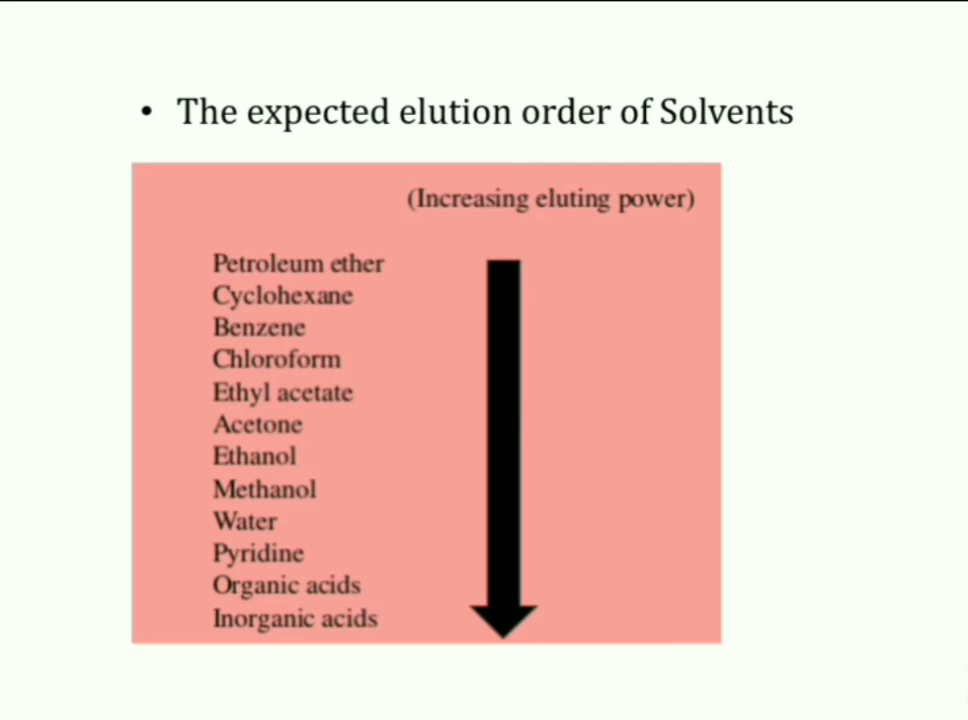 • The expected elution order of Solvents
(Increasing eluting power)
Petroleum ether
Cyclohexane
Benzene
Chloroform
Ethyl acetate
Acetone
Ethanol
Methanol
Water
Pyridine
Organic acids
Inorganic acids